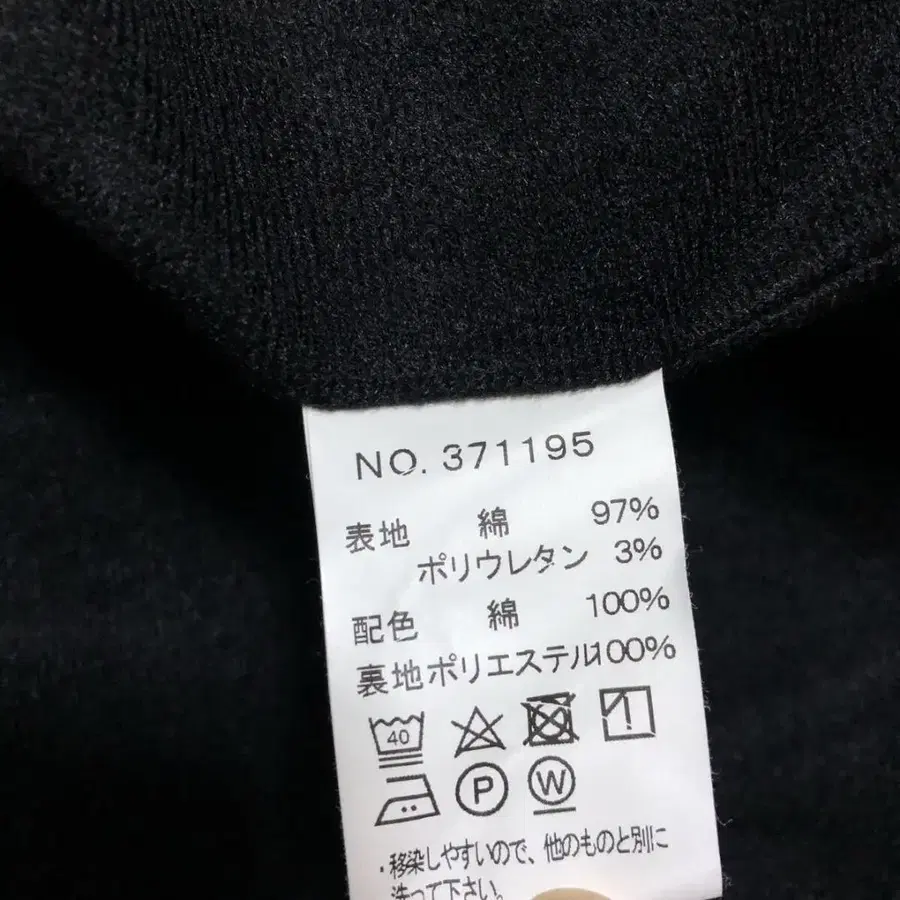 NO. 371195
表地 綿 97%
ポリウレタン 3%
配色 綿 100%
裏地ポリエステル100%
40
P W
・移染しやすいので、他のものと別に
洗って下さい。